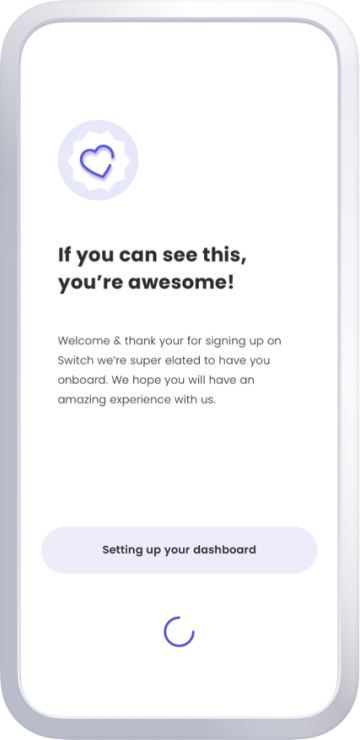 If you can see this,
you're awesome!
Welcome & thank your for signing up on
Switch we're super elated to have you
onboard. We hope you will have an
amazing experience with us.
Setting up your dashboard